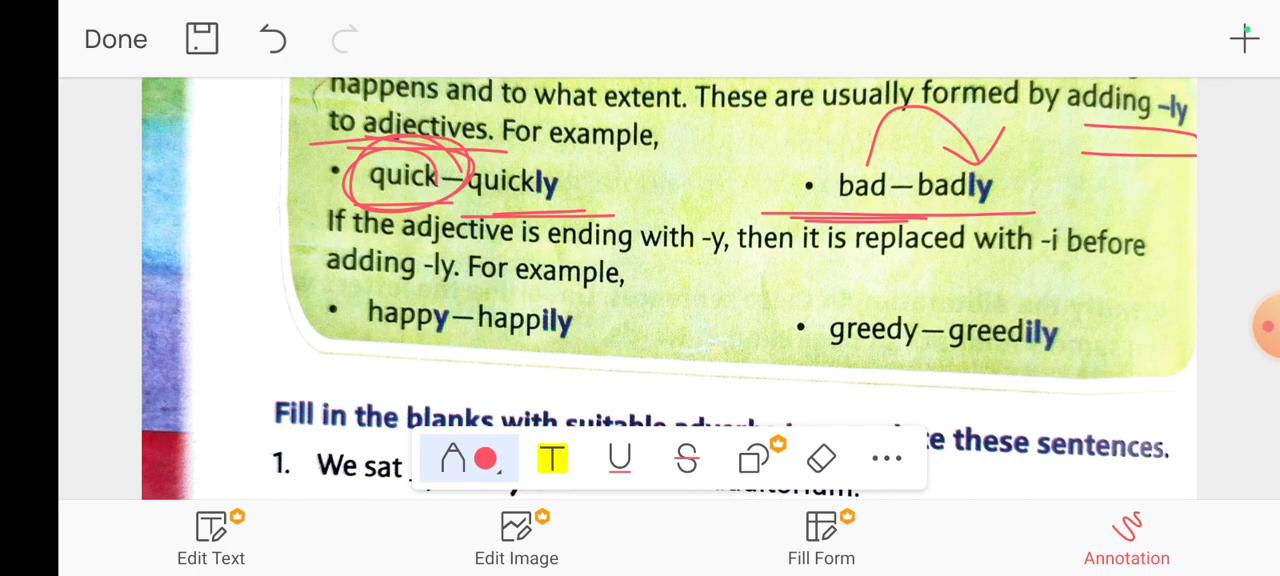 Done
happens and to what extent. These are usually formed by adding -ly
to adjectives. For example,
• quick—quickly • bad—badly
If the adjective is ending with -y, then it is replaced with -i before
adding -ly. For example,
• happy—happily • greedy—greedily
Fill in the blanks with suitable these sentences.
1. We sat
auditorium.
T U S
Edit Text Edit Image Fill Form Annotation